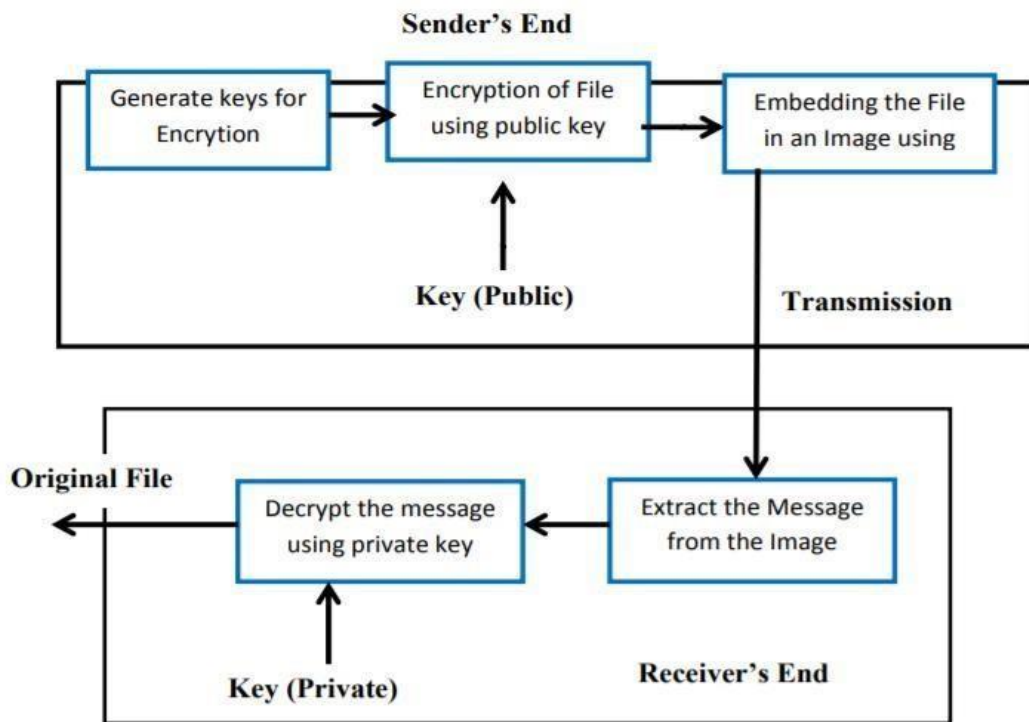 Sender’s End
Generate keys for
Encrytion
Encryption of File
using public key
Embedding the File
in an Image using
Key (Public)
Transmission
Original File
Decrypt the message
using private key
Extract the Message
from the Image
Key (Private)
Receiver’s End